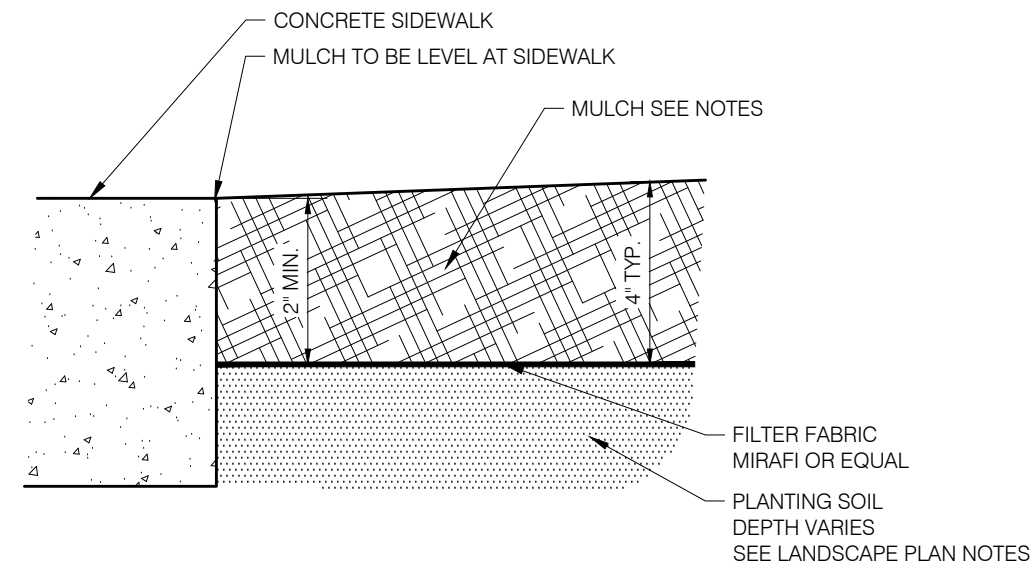 CONCRETE SIDEWALK
MULCH TO BE LEVEL AT SIDEWALK
MULCH SEE NOTES
2" MIN.
4" TYP.
FILTER FABRIC
MIRAFI OR EQUAL
PLANTING SOIL
DEPTH VARIES
SEE LANDSCAPE PLAN NOTES